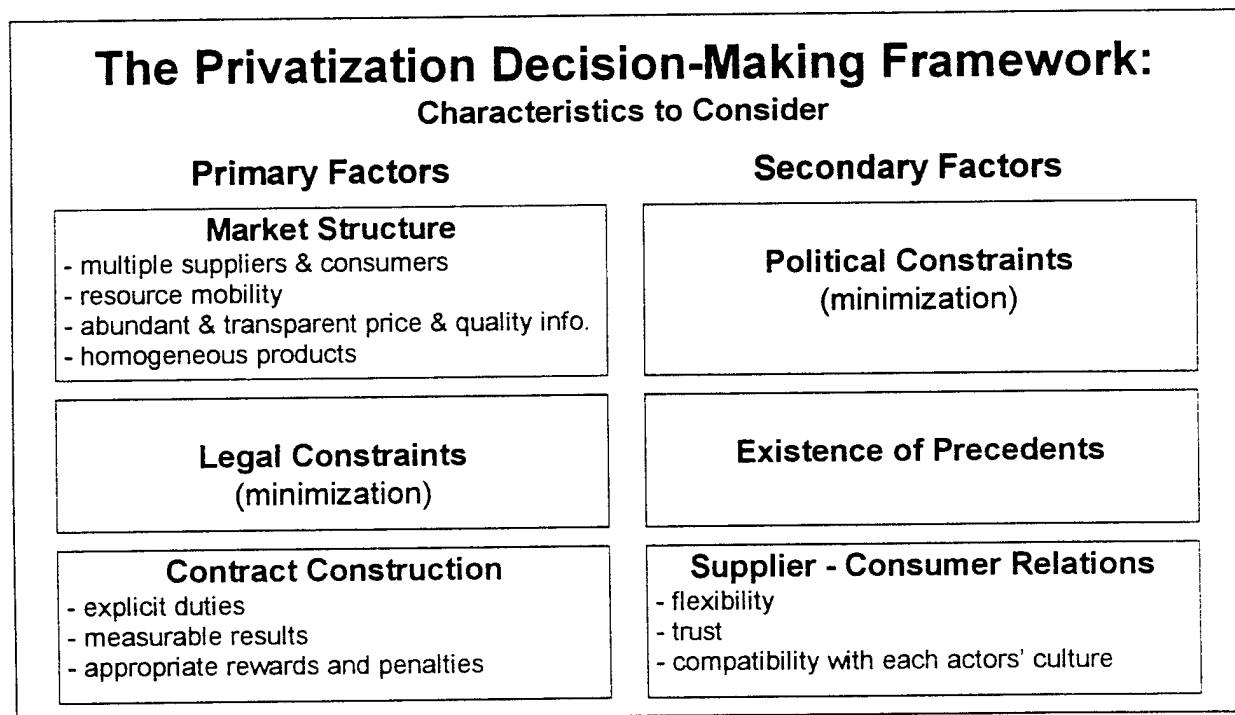 The Privatization Decision-Making Framework:
Characteristics to Consider
Primary Factors
Market Structure
- multiple suppliers & consumers
- resource mobility
- abundant & transparent price & quality info.
- homogeneous products
Legal Constraints
(minimization)
Contract Construction
- explicit duties
- measurable results
- appropriate rewards and penalties
Secondary Factors
Political Constraints
(minimization)
Existence of Precedents
Supplier - Consumer Relations
- flexibility
- trust
- compatibility with each actors' culture